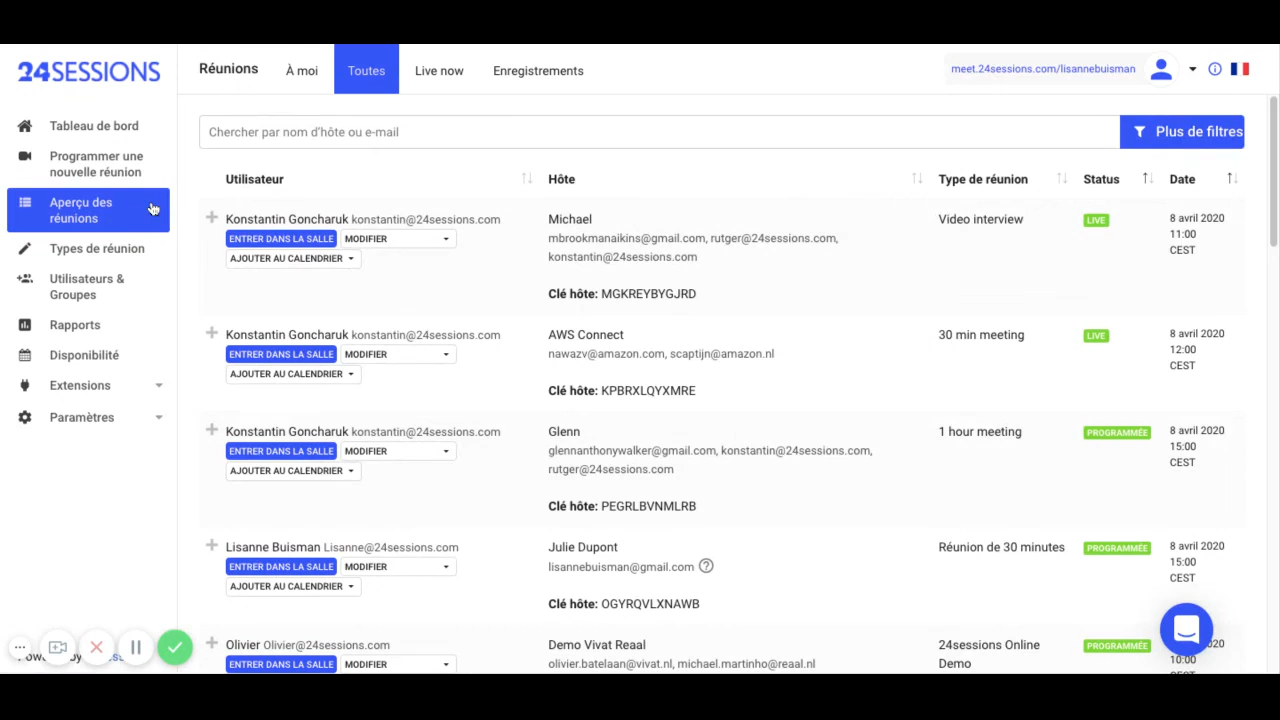 24SESSIONS
Réunions
À moi
Toutes
Live now
Enregistrements
meet.24sessions.com/lisannebuisman
Tableau de bord
Programmer une
nouvelle réunion
Aperçu des
réunions
Types de réunion
Utilisateurs &
Groupes
Rapports
Disponibilité
Extensions
Paramètres
Chercher par nom d'hôte ou e-mail
Plus de filtres
Utilisateur
Hôte
Type de réunion
Status
Date
Konstantin Goncharuk konstantin@24sessions.com
ENTRER DANS LA SALLE MODIFIER
AJOUTER AU CALENDRIER
Michael
mbrookmanaikins@gmail.com, rutger@24sessions.com,
konstantin@24sessions.com
Clé hôte: MGKREYBYGJRD
Video interview
LIVE
8 avril 2020
11:00
CEST
Konstantin Goncharuk konstantin@24sessions.com
ENTRER DANS LA SALLE MODIFIER
AJOUTER AU CALENDRIER
AWS Connect
nawazv@amazon.com, scaptijn@amazon.nl
Clé hôte: KPBRXLQYXMRE
30 min meeting
LIVE
8 avril 2020
12:00
CEST
Konstantin Goncharuk konstantin@24sessions.com
ENTRER DANS LA SALLE MODIFIER
AJOUTER AU CALENDRIER
Glenn
glennanthonywalker@gmail.com, konstantin@24sessions.com,
rutger@24sessions.com
Clé hôte: PEGRLBVNMLRB
1 hour meeting
PROGRAMMÉE
8 avril 2020
15:00
CEST
Lisanne Buisman Lisanne@24sessions.com
ENTRER DANS LA SALLE MODIFIER
AJOUTER AU CALENDRIER
Julie Dupont
lisannebuisman@gmail.com
Clé hôte: OGYRQVLXNAWB
Réunion de 30 minutes
PROGRAMMÉE
8 avril 2020
15:00
CEST
Olivier Olivier@24sessions.com
ENTRER DANS LA SALLE MODIFIER
Demo Vivat Reaal
olivier.batelaan@vivat.nl, michael.martinho@reaal.nl
24sessions Online
Demo
PROGRAMMÉE
10:00